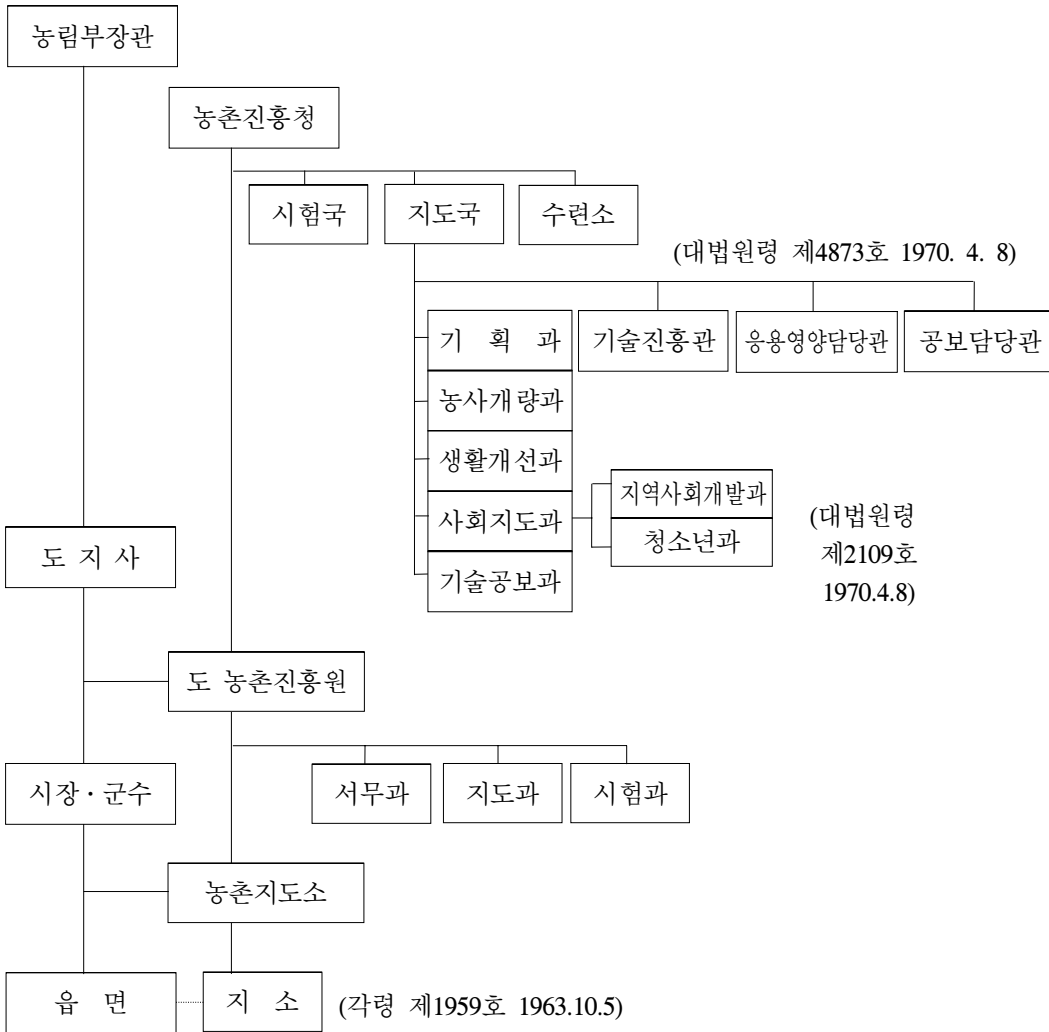 농림부장관
농촌진흥청
시험국 지도국 수련소
(대법원령 제4873호 1970. 4. 8)
기 획 과 기술진흥관 응용영양담당관 공보담당관
농사개량과
생활개선과
지역사회개발과
사회지도과
청소년과
(대법원령
제2109호
1970.4.8)
기술공보과
도 지 사
도 농촌진흥원
시장·군수
서무과 지도과 시험과
농촌지도소
읍 면
지 소
(각령 제1959호 1963.10.5)